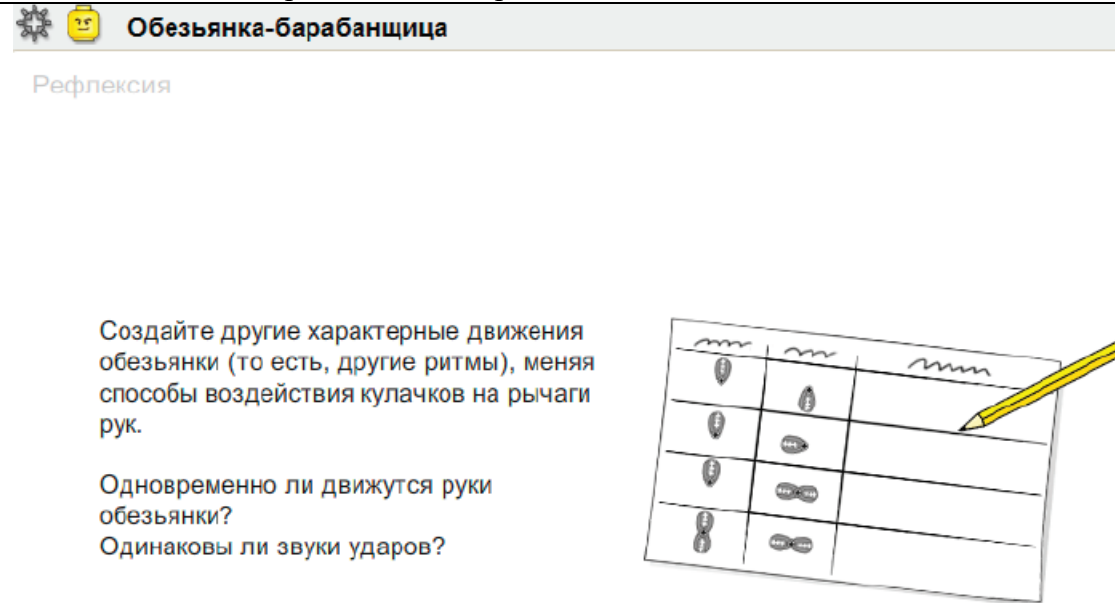 Обезьянка-барабанщица
Рефлексия
Создайте другие характерные движения
обезьянки (то есть, другие ритмы), меняя
способы воздействия кулачков на рычаги
рук.
Одновременно ли движутся руки
обезьянки?
Одинаковы ли звуки ударов?